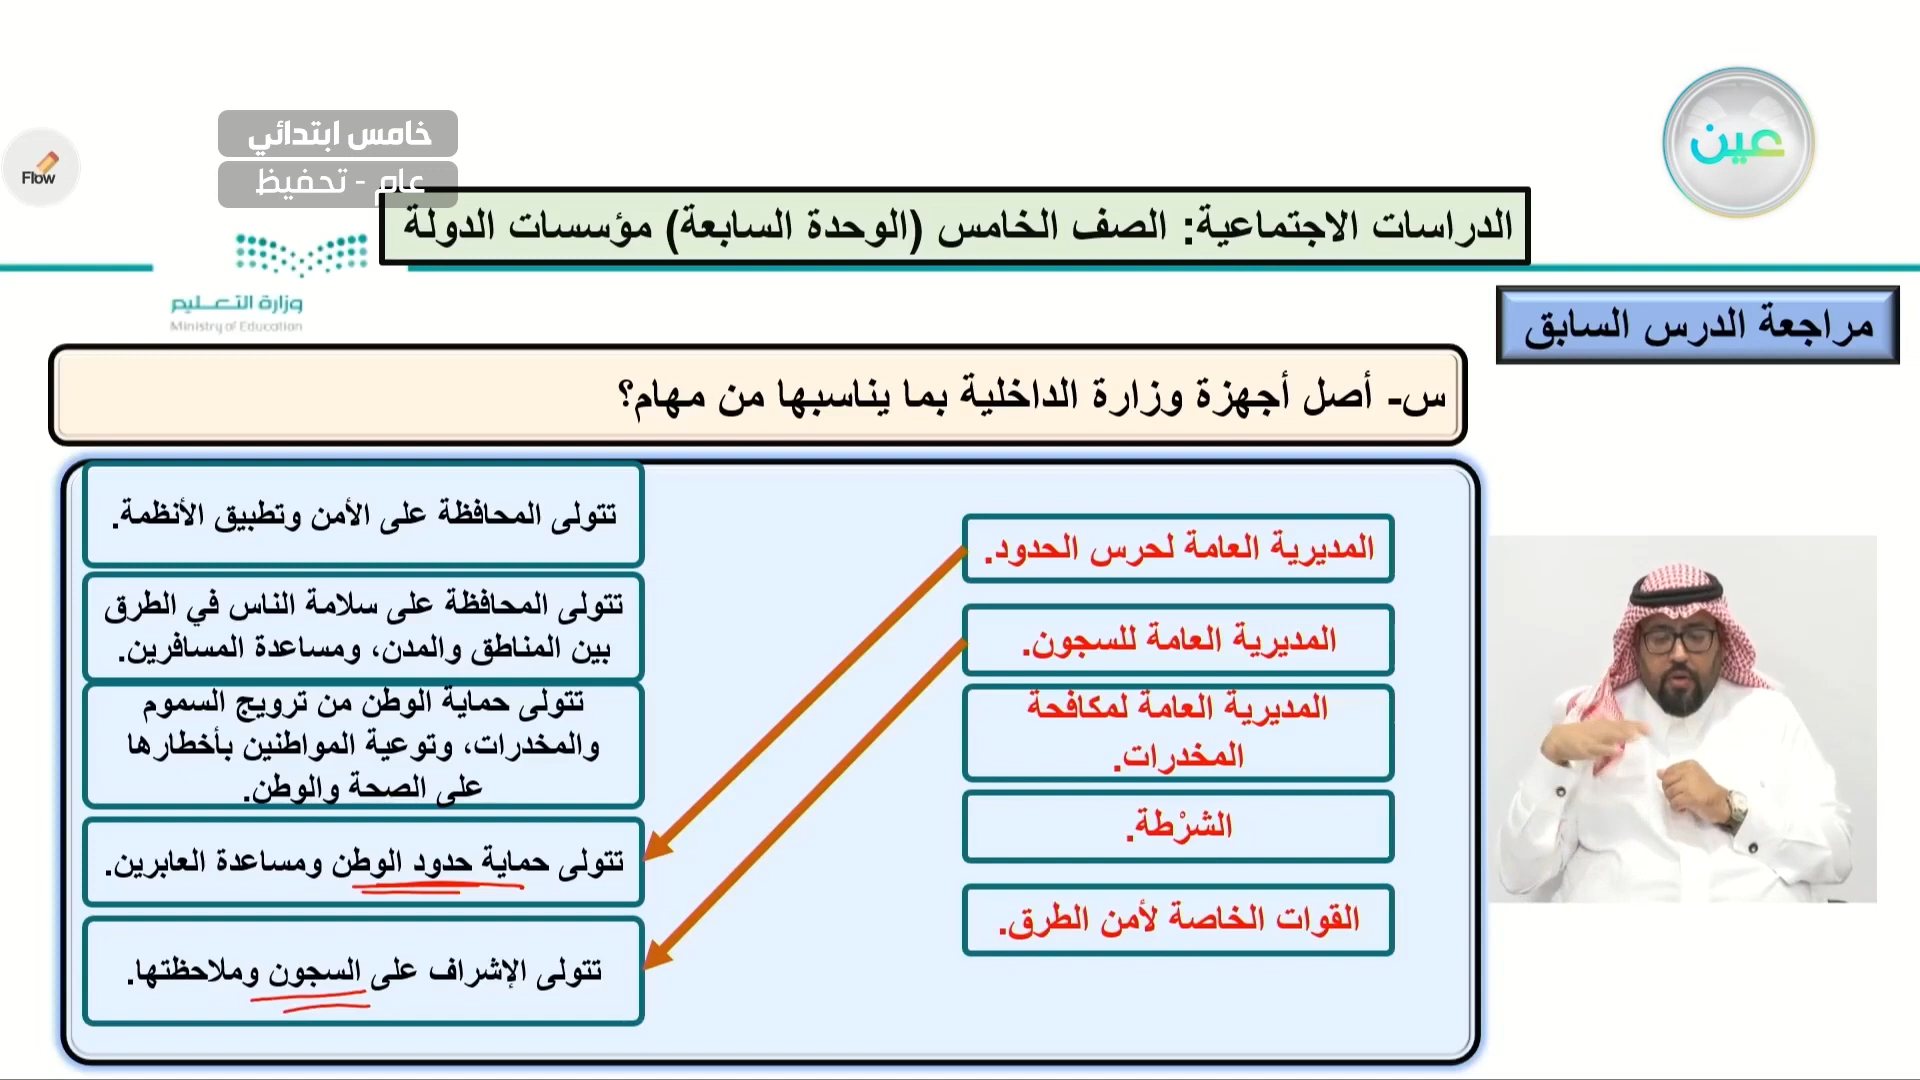 خامس ابتدائي
عام - تحفيظ
عين
Flow
الدراسات الاجتماعية: الصف الخامس (الوحدة السابعة) مؤسسات الدولة
وزارة التعليم
Ministry of Education
مراجعة الدرس السابق
س- أصل أجهزة وزارة الداخلية بما يناسبها من مهام؟
المديرية العامة لحرس الحدود.
المديرية العامة للسجون.
المديرية العامة لمكافحة
المخدرات.
الشرْطة.
القوات الخاصة لأمن الطرق.
تتولى المحافظة على الأمن وتطبيق الأنظمة.
تتولى المحافظة على سلامة الناس في الطرق
بين المناطق والمدن، ومساعدة المسافرين.
تتولى حماية الوطن من ترويج السموم
والمخدرات، وتوعية المواطنين بأخطارها
على الصحة والوطن.
تتولى حماية حدود الوطن ومساعدة العابرين.
تتولى الإشراف على السجون وملاحظتها.